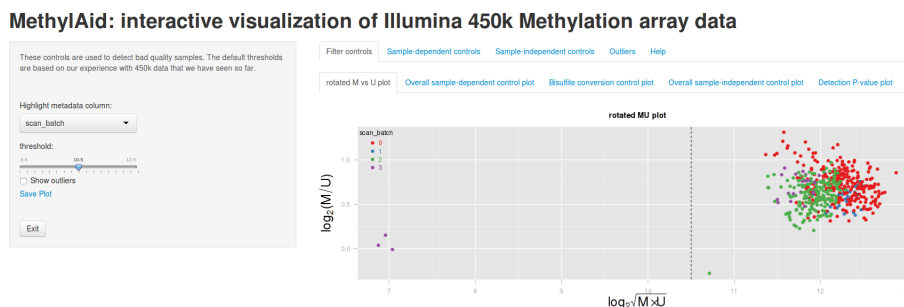 MethylAid: interactive visualization of Illumina 450k Methylation array data
These controls are used to detect bad quality samples. The default thresholds
are based on our experience with 450k data that we have seen so far.
Highlight metadata column:
scan_batch
threshold:
8.5 10.5 12.5
Show outliers
Save Plot
Exit
Filter controls Sample-dependent controls Sample-independent controls Outliers Help
rotated M vs U plot Overall sample-dependent control plot Bisulfite conversion control plot Overall sample-independent control plot Detection P-value plot
rotated MU plot
scan_batch
0
1
2
3
log₂(M/U)
1.0
0.5
0.0
7 8 9 10 11 12
log₂√M×U